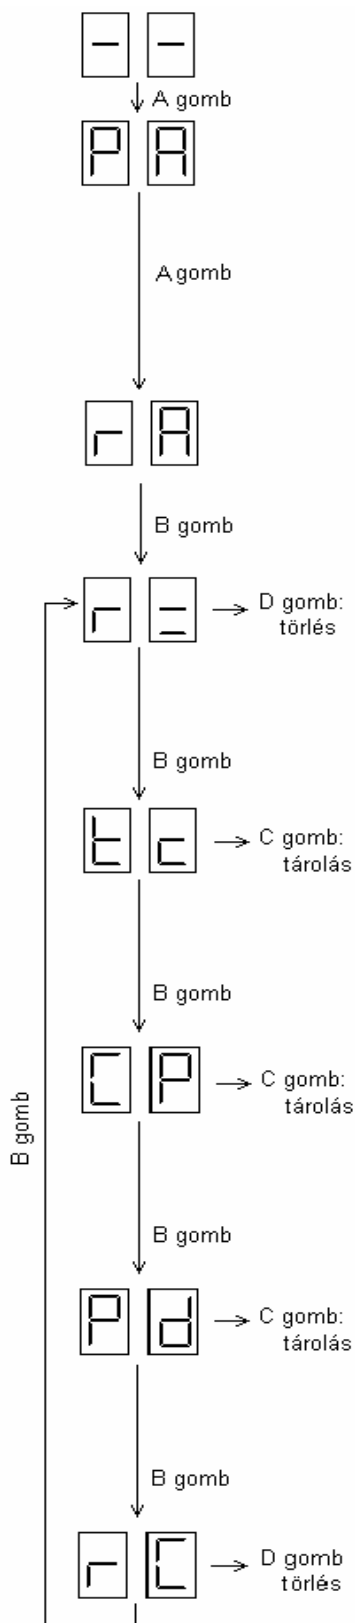 - -
A gomb
P A
A gomb
r A
B gomb
r =
D gomb:
törlés
B gomb
t c
C gomb:
tárolás
B gomb
C P
C gomb:
tárolás
B gomb
B gomb
P d
C gomb:
tárolás
B gomb
r C
D gomb
törlés